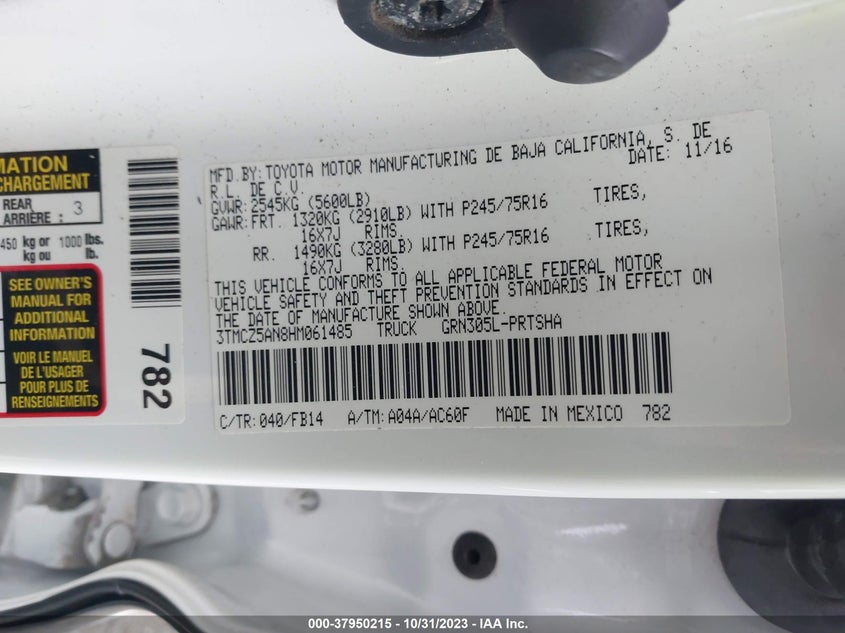 MATION
CHARGEMENT
REAR
ARRIÈRE : 3
450 kg or 1000 lbs.
kg ou lb.
SEE OWNER'S
MANUAL FOR
ADDITIONAL
INFORMATION
VOIR LE MANUEL
DE L'USAGER
POUR PLUS DE
RENSEIGNEMENTS
782
MFD.BY:TOYOTA MOTOR MANUFACTURING DE BAJA CALIFORNIA, S. DE
R.L. DE C.V. DATE: 11/16
GVWR:2545KG (5600LB)
GAWR:FRT. 1320KG (2910LB) WITH P245/75R16 TIRES,
16X7J RIMS.
RR. 1490KG (3280LB) WITH P245/75R16 TIRES,
16X7J RIMS.
THIS VEHICLE CONFORMS TO ALL APPLICABLE FEDERAL MOTOR
VEHICLE SAFETY AND THEFT PREVENTION STANDARDS IN EFFECT ON
THE DATE OF MANUFACTURE SHOWN ABOVE.
3TMCZ5AN8HM061485 TRUCK GRN305L-PRTSHA
C/TR:040/FB14 A/TM:A04A/AC60F MADE IN MEXICO 782
000-37950215 - 10/31/2023 - IAA Inc.